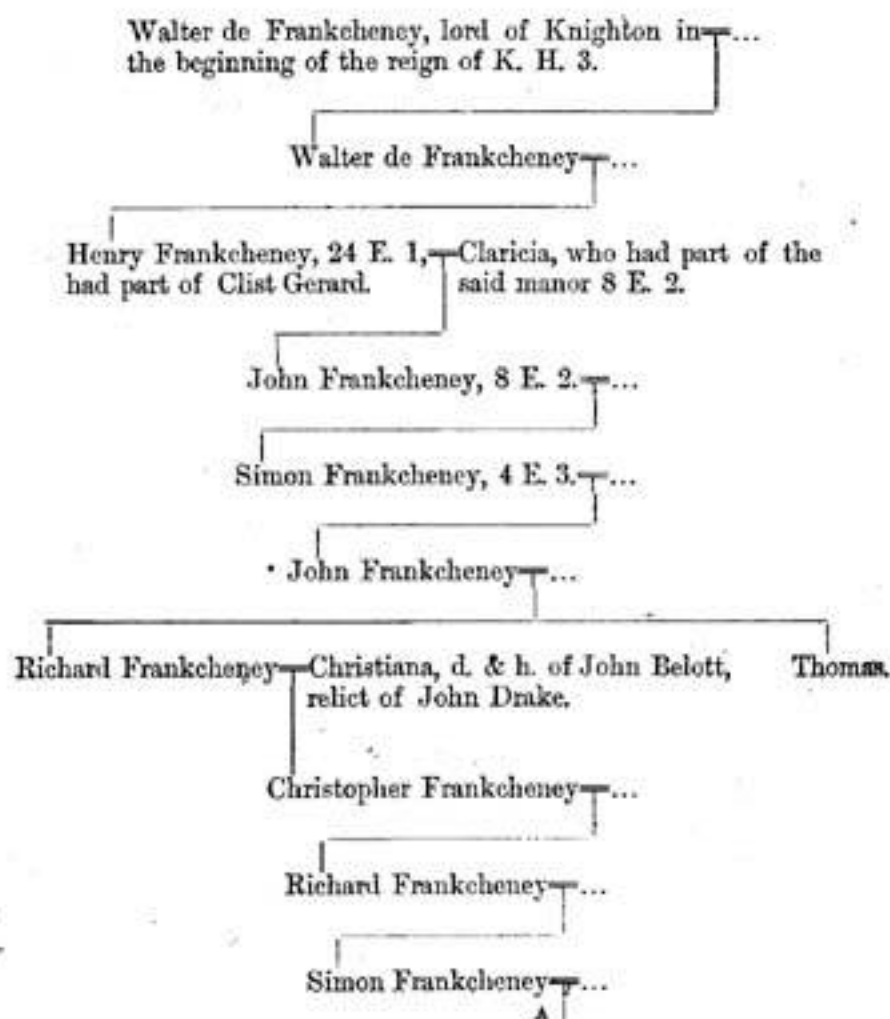 Walter de Frankcheney, lord of Knighton in ...
the beginning of the reign of K. H. 3.
Walter de Frankcheney ...
Henry Frankcheney, 24 E. 1, Claricia, who had part of the
had part of Clist Gerard. said manor 8 E. 2.
John Frankcheney, 8 E. 2. ...
Simon Frankcheney, 4 E. 3. ...
John Frankcheney ...
Richard Frankcheney Christiana, d. & h. of John Belott, Thomas.
relict of John Drake.
Christopher Frankcheney ...
Richard Frankcheney ...
Simon Frankcheney ...
A